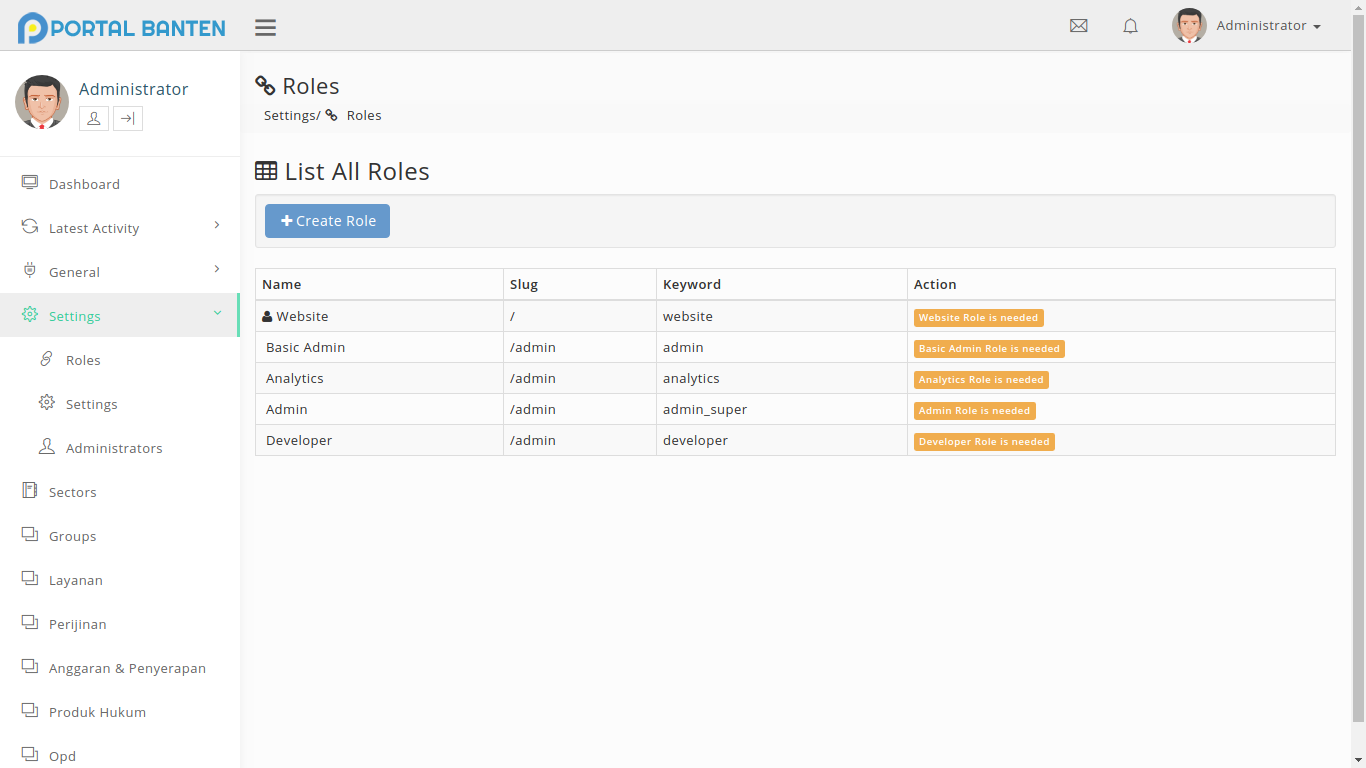 PORTAL BANTEN
Administrator
Administrator
Dashboard
Latest Activity
General
Settings
Roles
Settings
Administrators
Sectors
Groups
Layanan
Perijinan
Anggaran & Penyerapan
Produk Hukum
Opd
Roles
Settings/ Roles
List All Roles
Create Role
Name Slug Keyword Action
Website / website Website Role is needed
Basic Admin /admin admin Basic Admin Role is needed
Analytics /admin analytics Analytics Role is needed
Admin /admin admin_super Admin Role is needed
Developer /admin developer Developer Role is needed